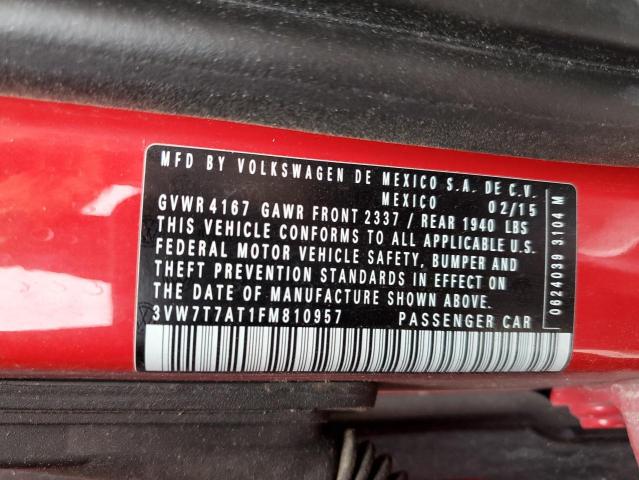 MFD BY VOLKSWAGEN DE MEXICO S.A. DE C.V.
MEXICO 02/15
GVWR 4167 GAWR FRONT 2337 / REAR 1940 LBS
THIS VEHICLE CONFORMS TO ALL APPLICABLE U.S.
FEDERAL MOTOR VEHICLE SAFETY, BUMPER AND
THEFT PREVENTION STANDARDS IN EFFECT ON
THE DATE OF MANUFACTURE SHOWN ABOVE.
3VW7T7AT1FM810957 PASSENGER CAR
0624039 3104 M